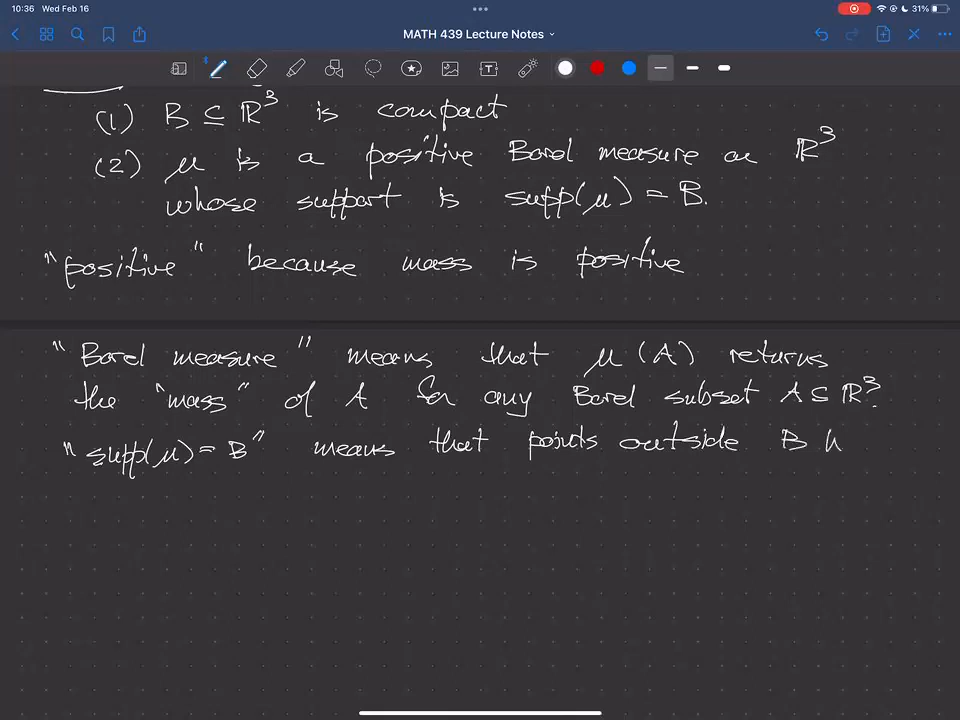 10:36 Wed Feb 16
31%
MATH 439 Lecture Notes
(1) B ⊆ ℝ³ is compact
(2) μ is a positive Borel measure on ℝ³
whose support is supp(μ) = B.
"positive" because mass is positive
"Borel measure" means that μ(A) returns
the "mass" of A for any Borel subset A ⊆ ℝ³.
"supp(μ) = B" means that points outside B h